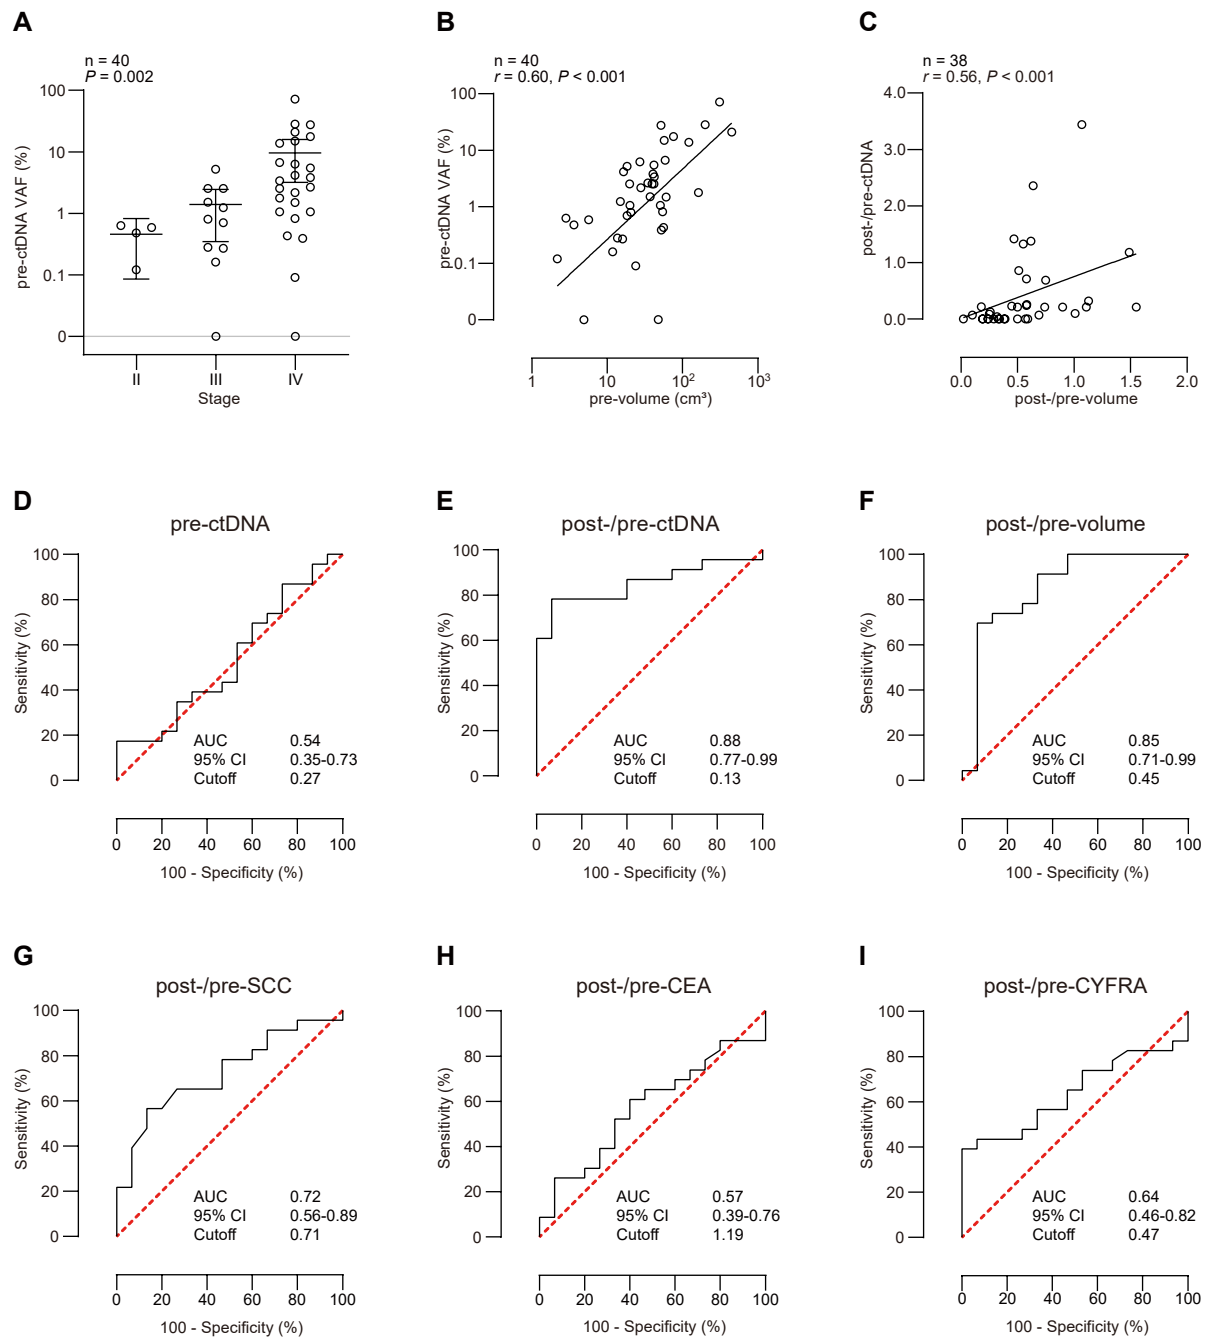 A
n = 40
P = 0.002
pre-ctDNA VAF (%)
100
10
1
0.1
0
II
III
IV
Stage
B
n = 40
r = 0.60, P < 0.001
pre-ctDNA VAF (%)
100
10
1
0.1
0
1
10
10²
10³
pre-volume (cm³)
C
n = 38
r = 0.56, P < 0.001
post-/pre-ctDNA
4.0
3.0
2.0
1.0
0.0
0.0
0.5
1.0
1.5
2.0
post-/pre-volume
D
pre-ctDNA
Sensitivity (%)
100
80
60
40
20
0
AUC 0.54
95% CI 0.35-0.73
Cutoff 0.27
0 20 40 60 80 100
100 - Specificity (%)
E
post-/pre-ctDNA
Sensitivity (%)
100
80
60
40
20
0
AUC 0.88
95% CI 0.77-0.99
Cutoff 0.13
0 20 40 60 80 100
100 - Specificity (%)
F
post-/pre-volume
Sensitivity (%)
100
80
60
40
20
0
AUC 0.85
95% CI 0.71-0.99
Cutoff 0.45
0 20 40 60 80 100
100 - Specificity (%)
G
post-/pre-SCC
Sensitivity (%)
100
80
60
40
20
0
AUC 0.72
95% CI 0.56-0.89
Cutoff 0.71
0 20 40 60 80 100
100 - Specificity (%)
H
post-/pre-CEA
Sensitivity (%)
100
80
60
40
20
0
AUC 0.57
95% CI 0.39-0.76
Cutoff 1.19
0 20 40 60 80 100
100 - Specificity (%)
I
post-/pre-CYFRA
Sensitivity (%)
100
80
60
40
20
0
AUC 0.64
95% CI 0.46-0.82
Cutoff 0.47
0 20 40 60 80 100
100 - Specificity (%)